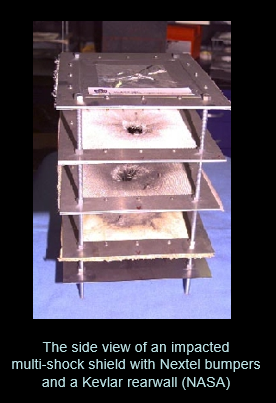 The side view of an impacted
multi-shock shield with Nextel bumpers
and a Kevlar rearwall (NASA)